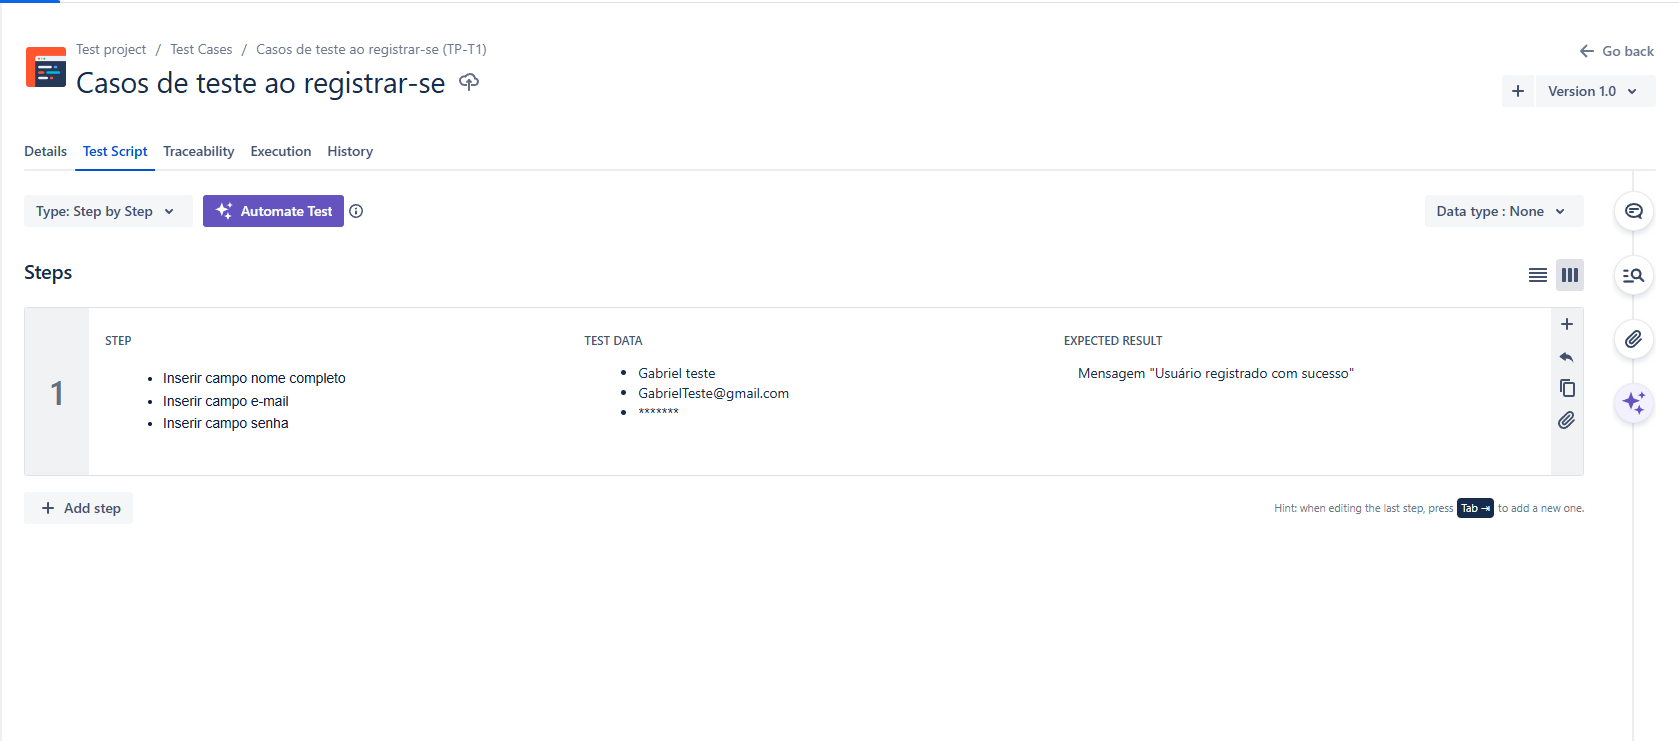 Test project / Test Cases / Casos de teste ao registrar-se (TP-T1)
Go back
Casos de teste ao registrar-se
Version 1.0
Details Test Script Traceability Execution History
Type: Step by Step
Automate Test
Data type : None
Steps
1
STEP
Inserir campo nome completo
Inserir campo e-mail
Inserir campo senha
TEST DATA
Gabriel teste
GabrielTeste@gmail.com
*******
EXPECTED RESULT
Mensagem "Usuário registrado com sucesso"
+ Add step
Hint: when editing the last step, press Tab ⇥ to add a new one.